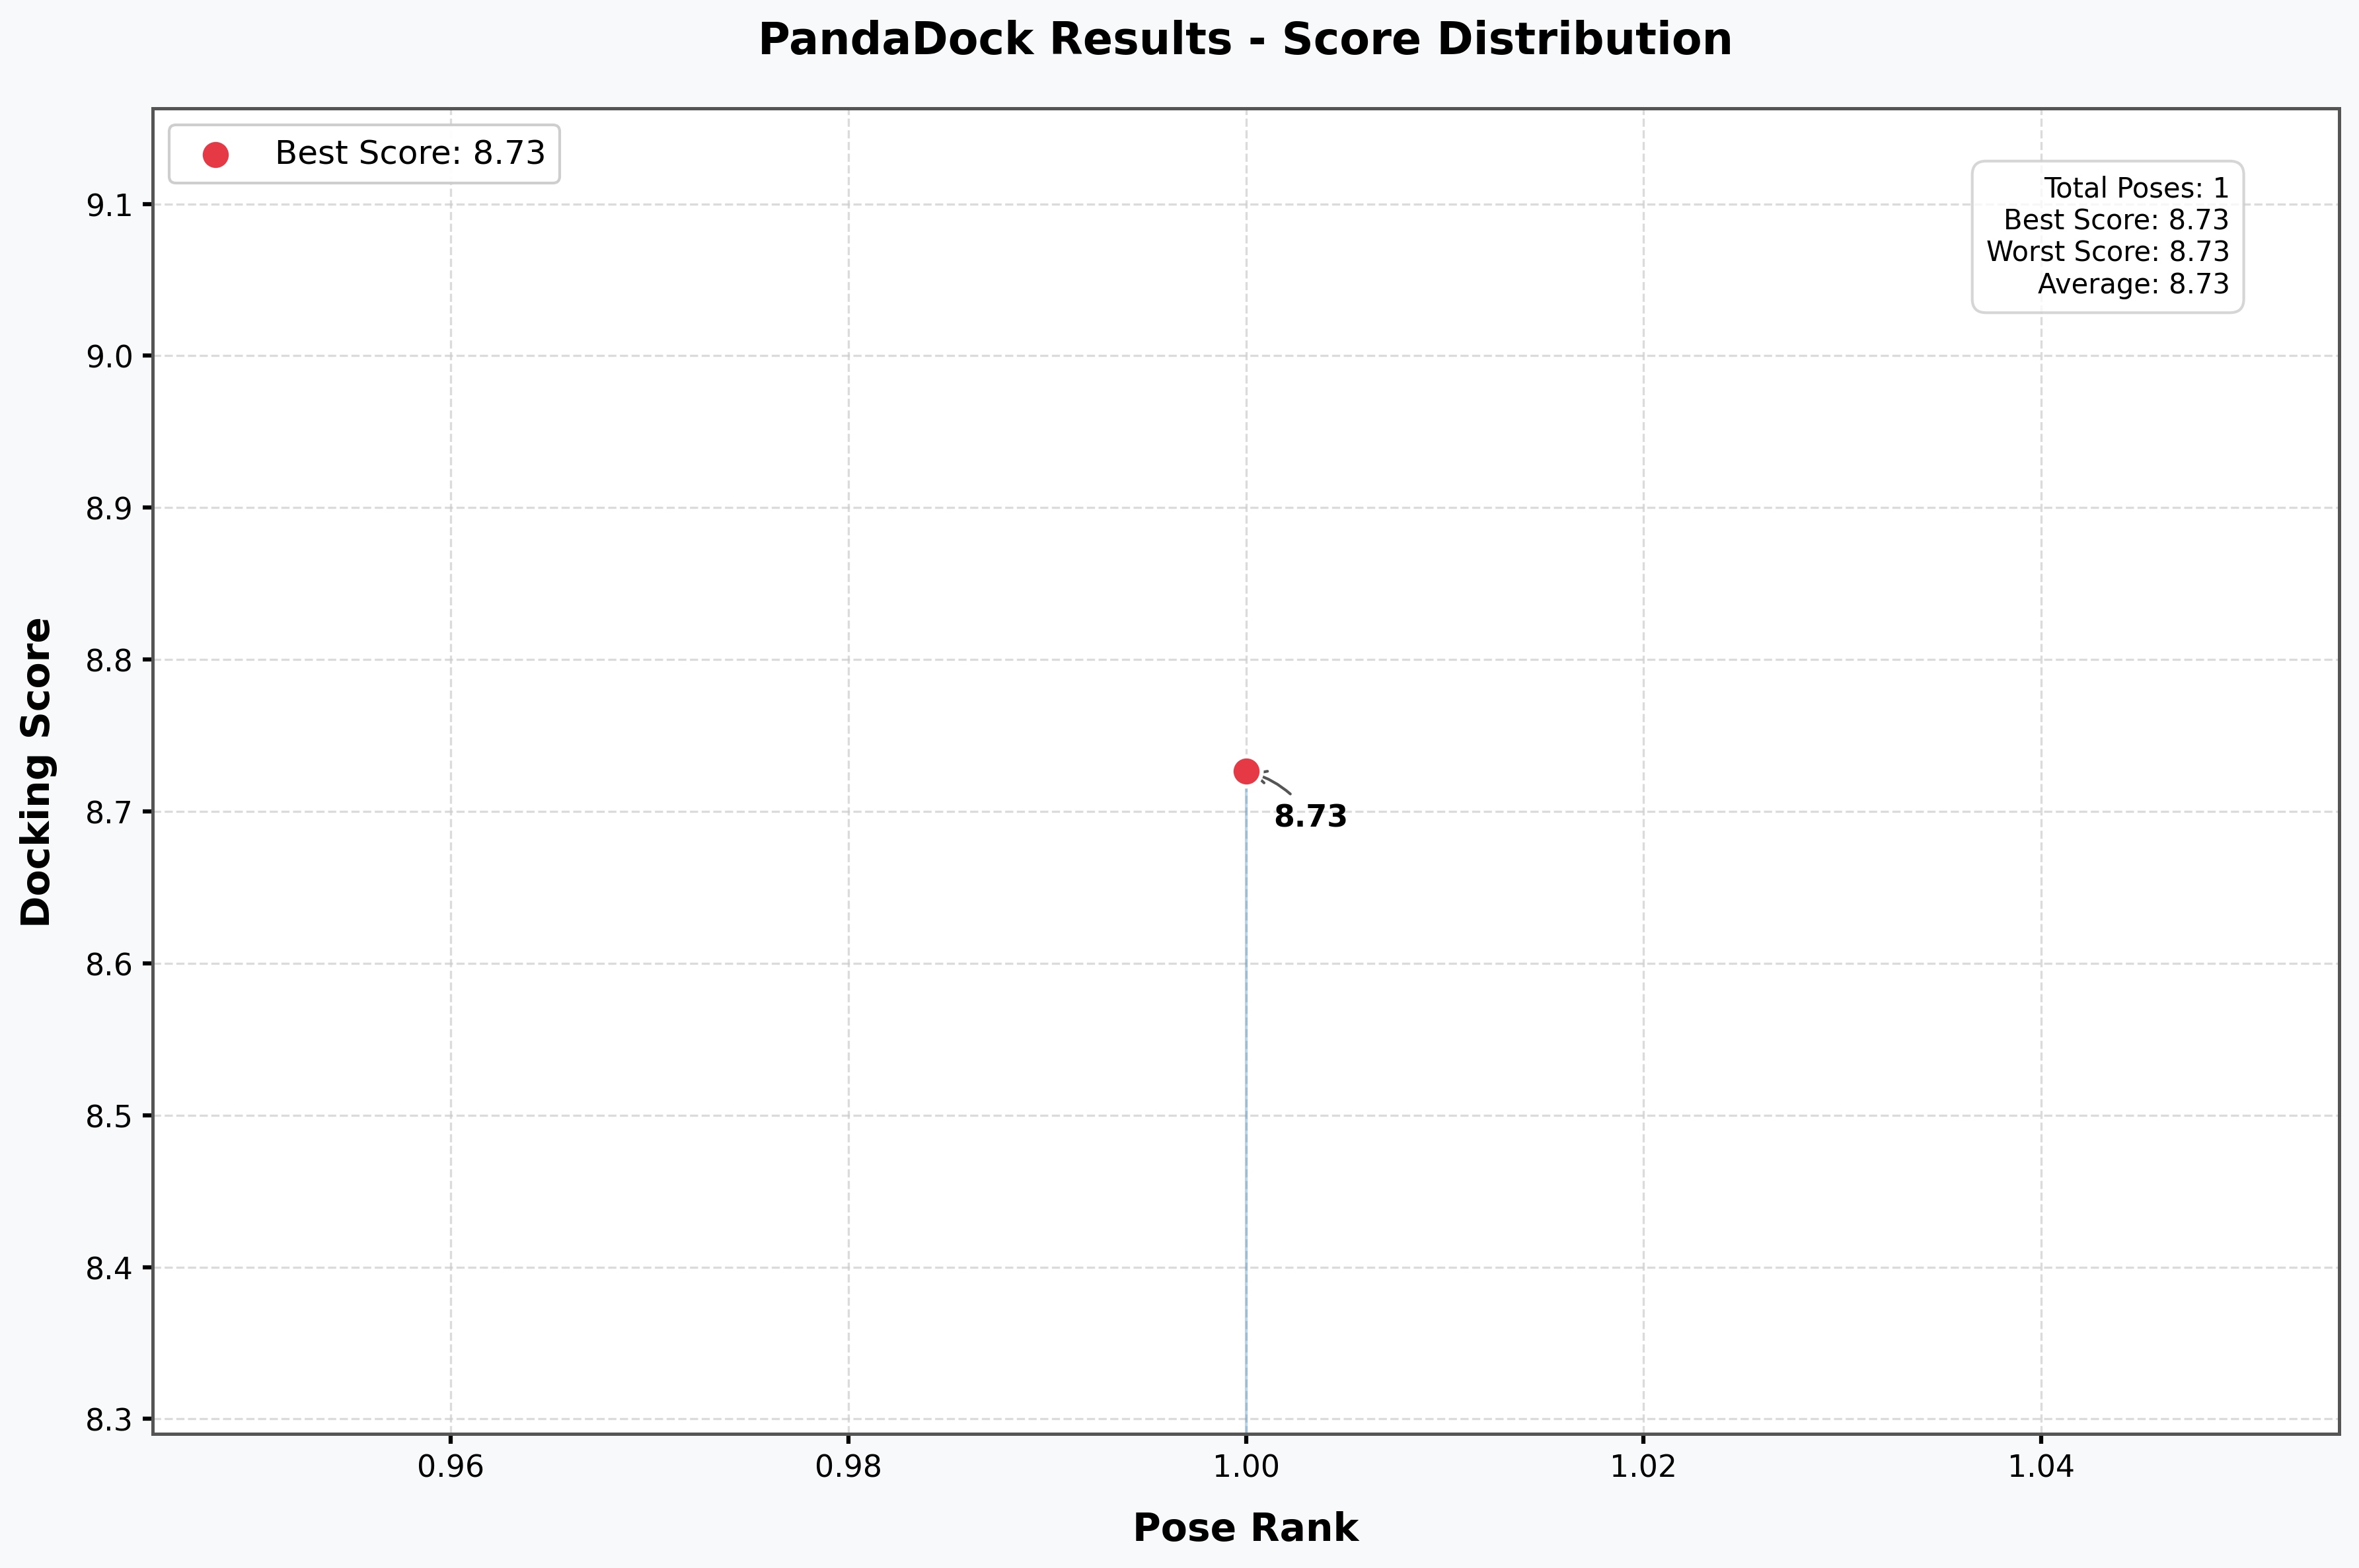 PandaDock Results - Score Distribution
Best Score: 8.73
Total Poses: 1
Best Score: 8.73
Worst Score: 8.73
Average: 8.73
Docking Score
9.1
9.0
8.9
8.8
8.7
8.6
8.5
8.4
8.3
8.73
0.96
0.98
1.00
1.02
1.04
Pose Rank